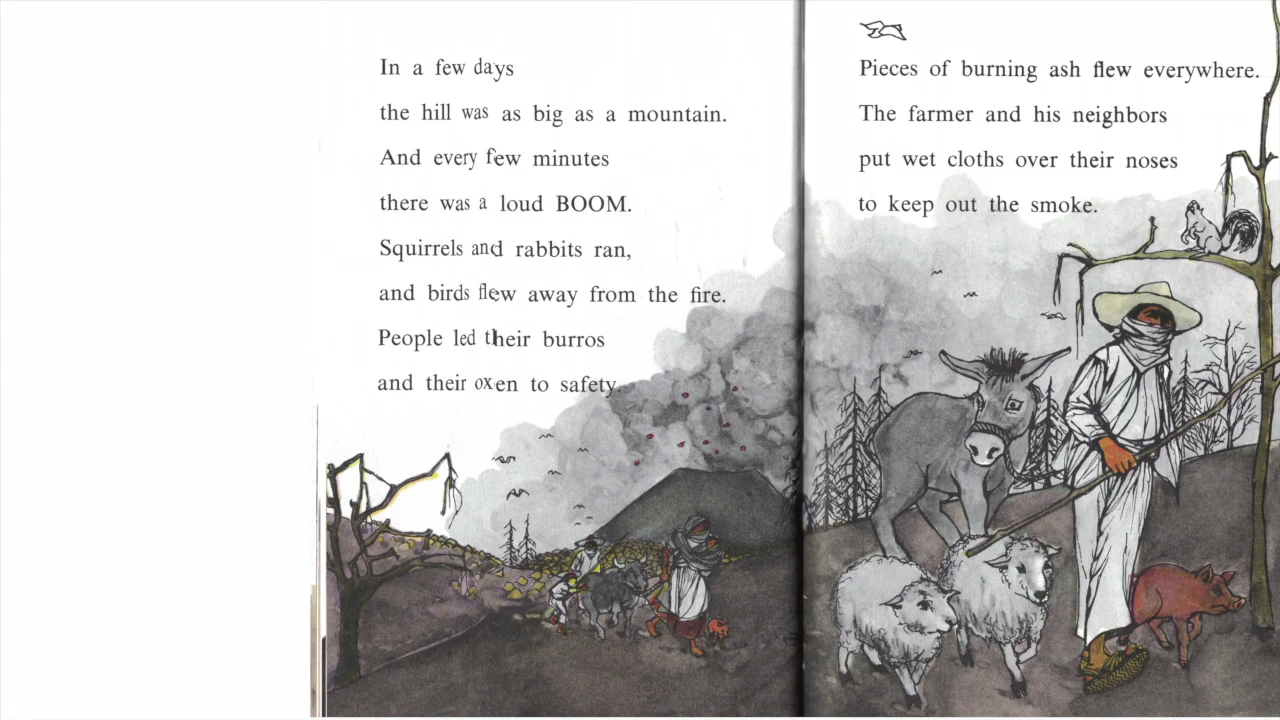 In a few days
the hill was as big as a mountain.
And every few minutes
there was a loud BOOM.
Squirrels and rabbits ran,
and birds flew away from the fire.
People led their burros
and their oxen to safety.
Pieces of burning ash flew everywhere.
The farmer and his neighbors
put wet cloths over their noses
to keep out the smoke.